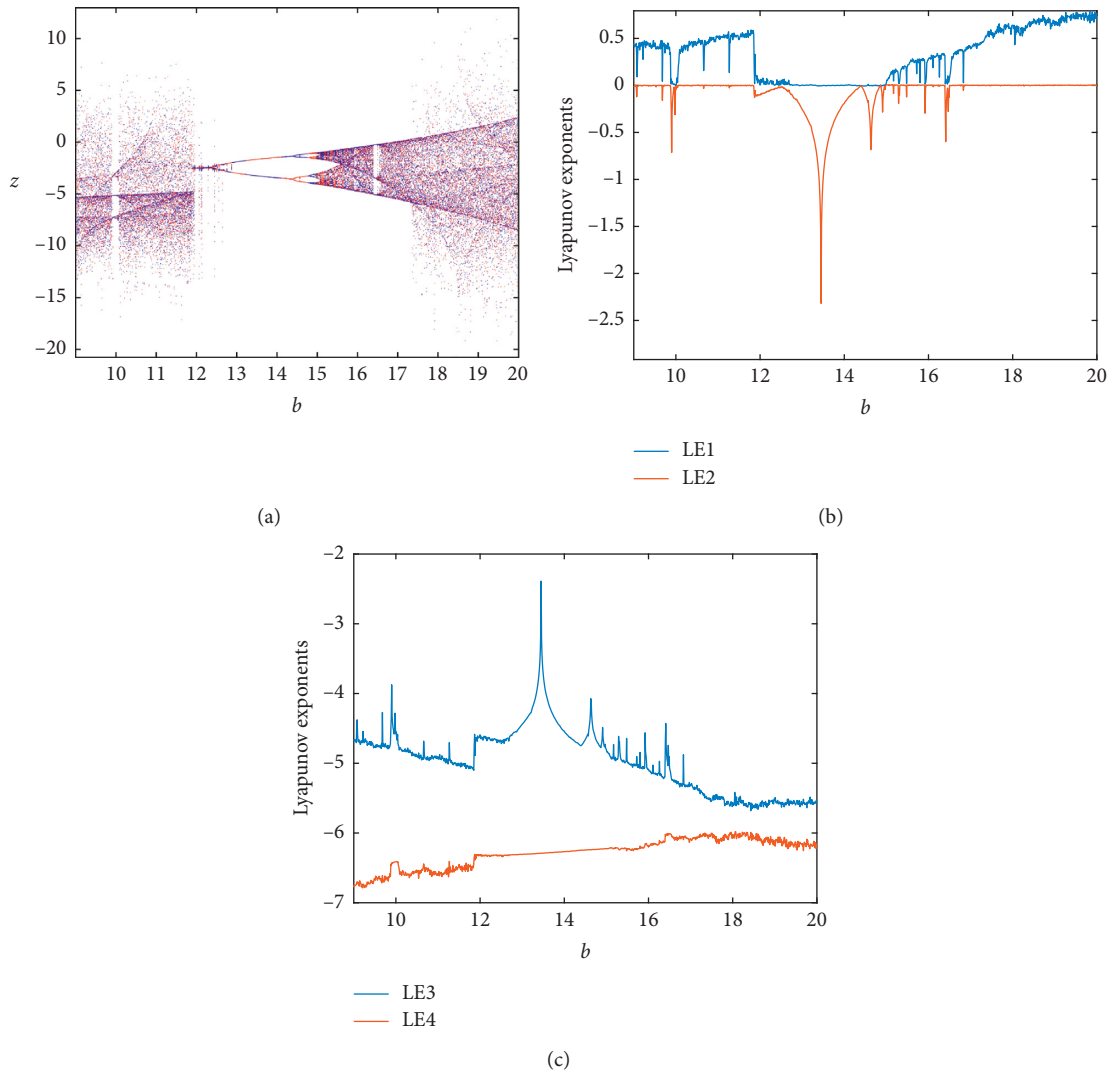 10
5
0
−5
−10
−15
−20
z
10 11 12 13 14 15 16 17 18 19 20
b
(a)
0.5
0
−0.5
−1
−1.5
−2
−2.5
Lyapunov exponents
10 12 14 16 18 20
b
LE1
LE2
(b)
−2
−3
−4
−5
−6
−7
Lyapunov exponents
10 12 14 16 18 20
b
LE3
LE4
(c)